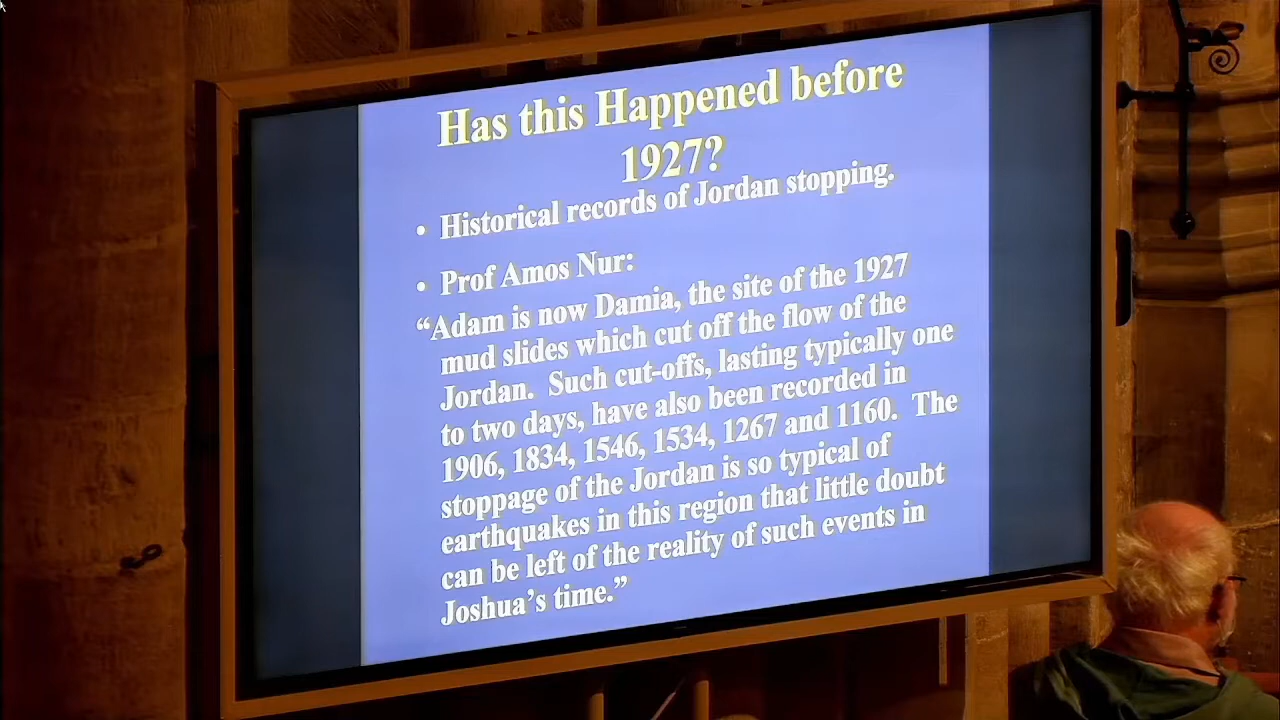 Has this Happened before
1927?
• Historical records of Jordan stopping.
• Prof Amos Nur:
“Adam is now Damia, the site of the 1927
mud slides which cut off the flow of the
Jordan.  Such cut-offs, lasting typically one
to two days, have also been recorded in
1906, 1834, 1546, 1534, 1267 and 1160.  The
stoppage of the Jordan is so typical of
earthquakes in this region that little doubt
can be left of the reality of such events in
Joshua’s time.”